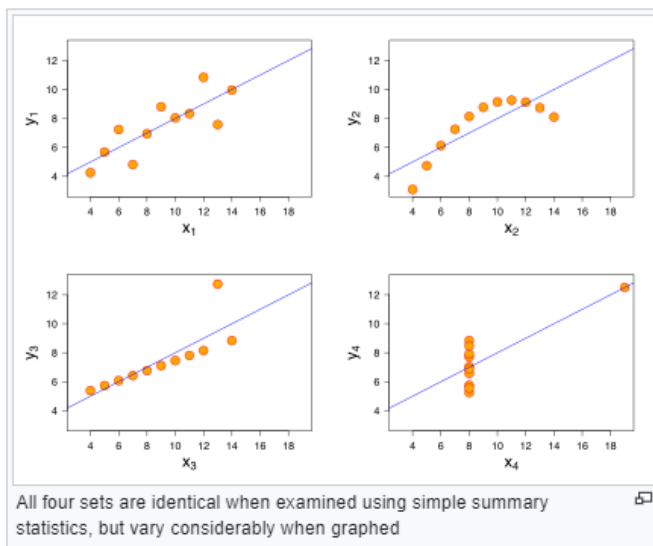 12
10
8
6
4
y1
4 6 8 10 12 14 16 18
x1
12
10
8
6
4
y2
4 6 8 10 12 14 16 18
x2
12
10
8
6
4
y3
4 6 8 10 12 14 16 18
x3
12
10
8
6
4
y4
4 6 8 10 12 14 16 18
x4
All four sets are identical when examined using simple summary
statistics, but vary considerably when graphed